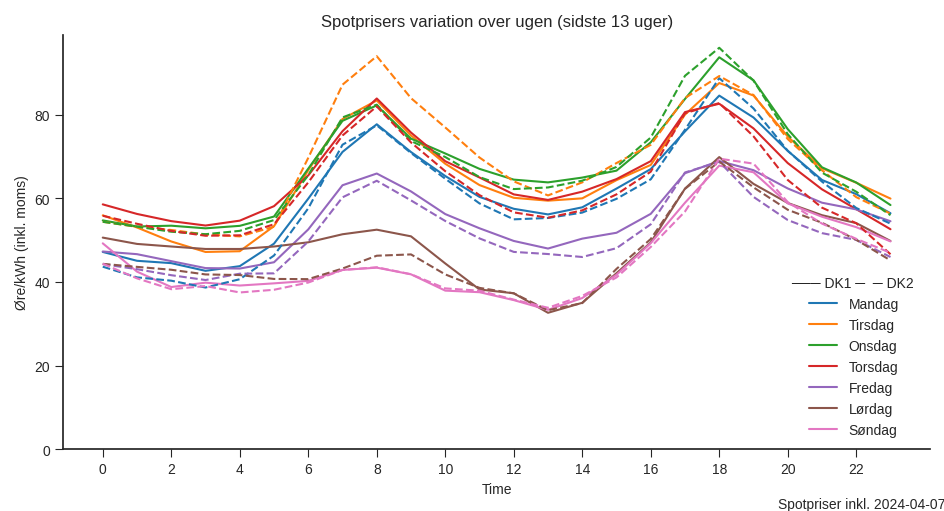 Spotprisers variation over ugen (sidste 13 uger)
Øre/kWh (inkl. moms)
80
60
40
20
0
0 2 4 6 8 10 12 14 16 18 20 22
Time
DK1 DK2
Mandag
Tirsdag
Onsdag
Torsdag
Fredag
Lørdag
Søndag
Spotpriser inkl. 2024-04-07